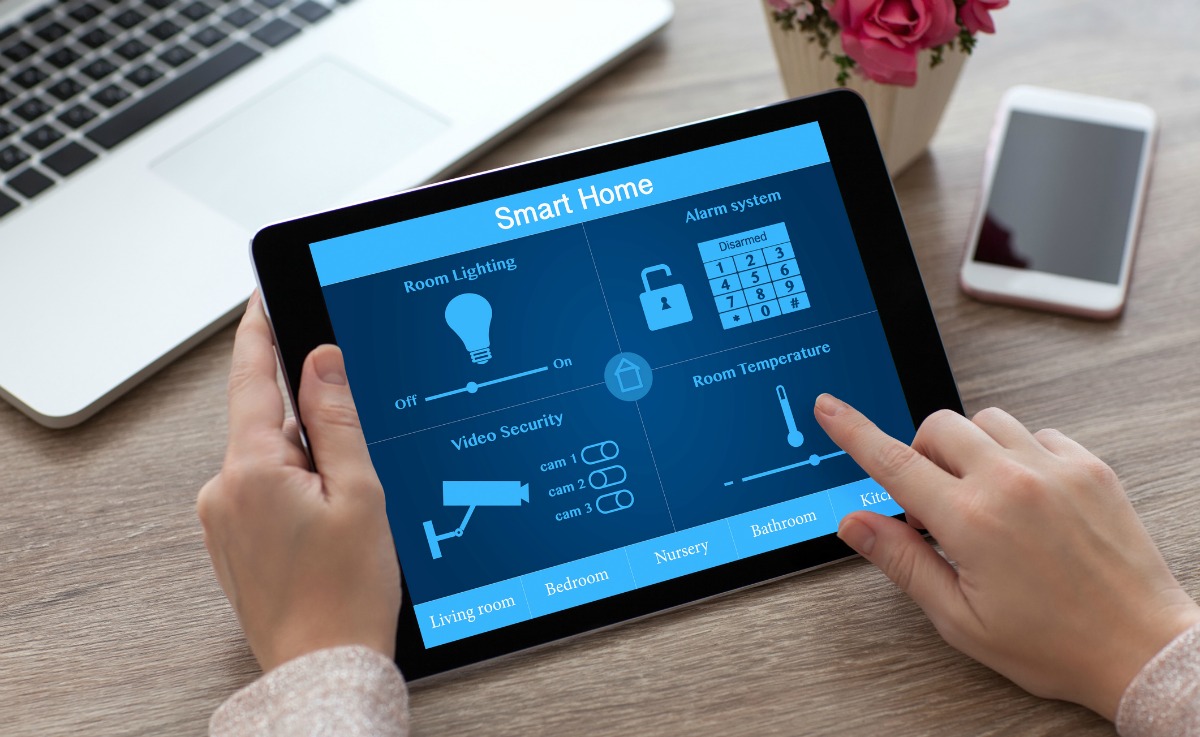 Smart Home
Room Lighting
Off
On
Alarm system
Disarmed
1 2 3
4 5 6
7 8 9
* 0 #
Video Security
cam 1
cam 2
cam 3
Room Temperature
Living room
Bedroom
Nursery
Bathroom